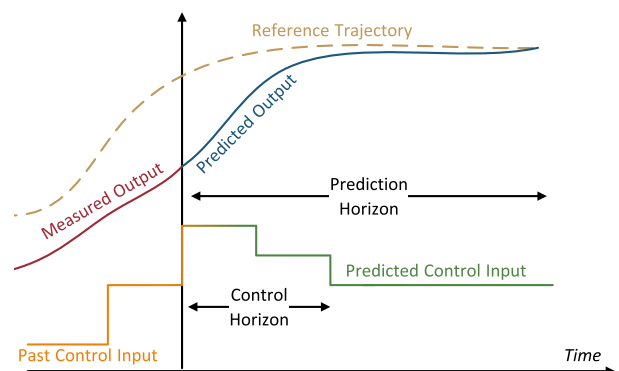 Reference Trajectory
Predicted Output
Measured Output
Prediction
Horizon
Predicted Control Input
Control
Horizon
Past Control Input
Time